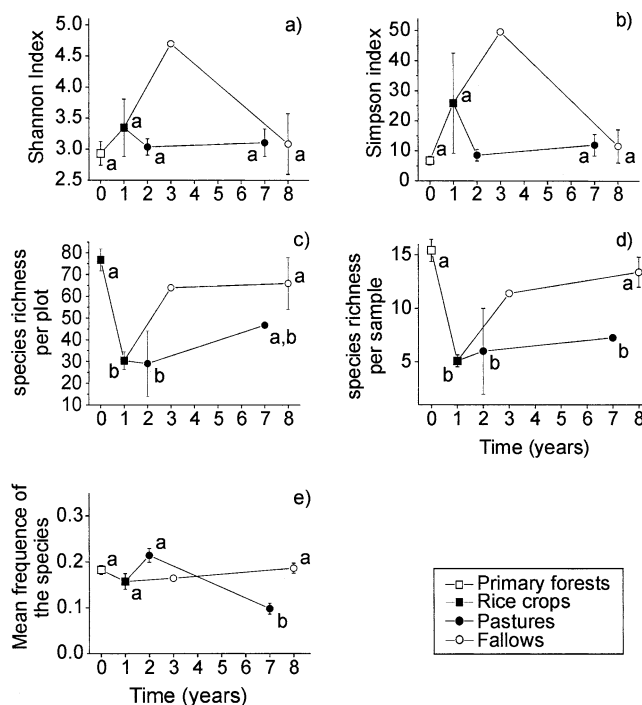 a)
Shannon Index
5.0
4.5
4.0
3.5
3.0
2.5
a
a
a
a
a
0 1 2 3 4 5 6 7 8
b)
Simpson index
50
40
30
20
10
0
a
a
a
a
a
0 1 2 3 4 5 6 7 8
c)
species richness
per plot
80
70
60
50
40
30
20
10
a
b
b
a
a,b
0 1 2 3 4 5 6 7 8
d)
species richness
per sample
15
10
5
a
b
b
a
b
0 1 2 3 4 5 6 7 8
Time (years)
e)
Mean frequency of
the species
0.3
0.2
0.1
0.0
a
a
a
a
b
0 1 2 3 4 5 6 7 8
Time (years)
Primary forests
Rice crops
Pastures
Fallows